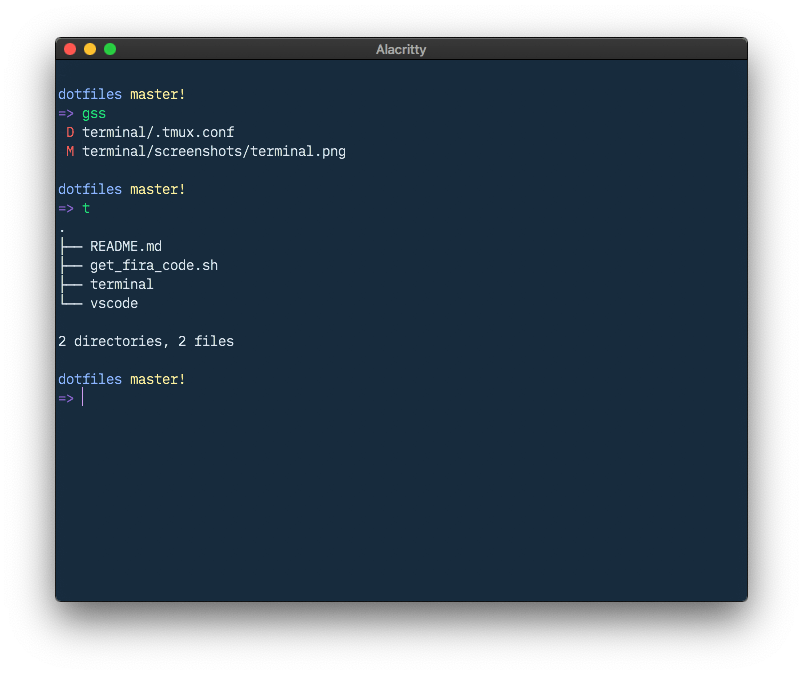 Alacritty
dotfiles master!
=> gss
 D terminal/.tmux.conf
 M terminal/screenshots/terminal.png
dotfiles master!
=> t
.
├── README.md
├── get_fira_code.sh
├── terminal
└── vscode
2 directories, 2 files
dotfiles master!
=>